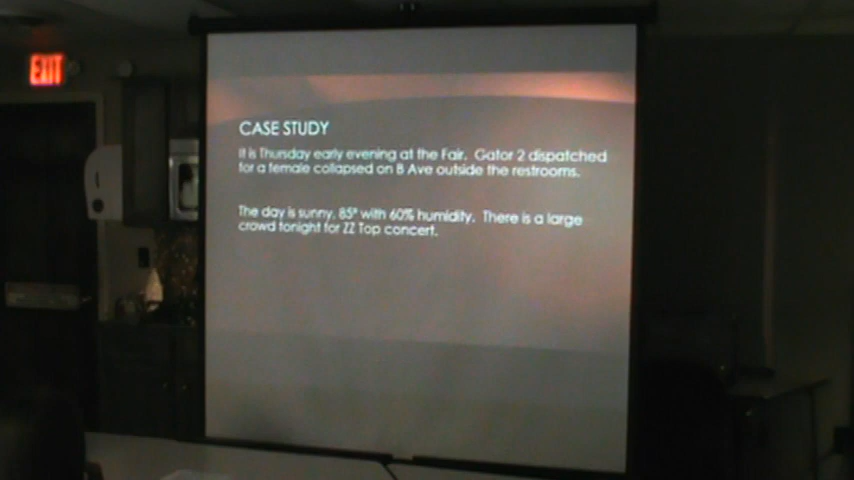 EXIT
CASE STUDY
It is Thursday early evening at the Fair. Gator 2 dispatched
for a female collapsed on B Ave outside the restrooms.
The day is sunny, 85° with 60% humidity. There is a large
crowd tonight for ZZ Top concert.